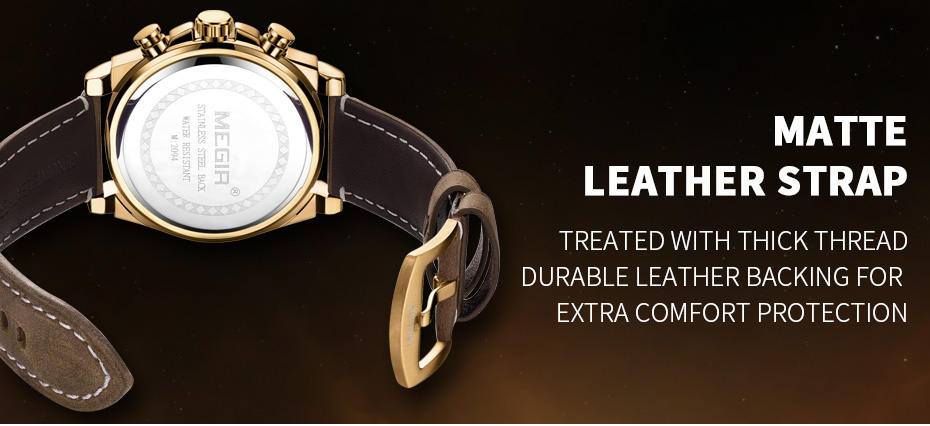 MEGIR®
STAINLESS STEEL BACK
WATER RESISTANT
M 2094
MATTE
LEATHER STRAP
TREATED WITH THICK THREAD
DURABLE LEATHER BACKING FOR
EXTRA COMFORT PROTECTION